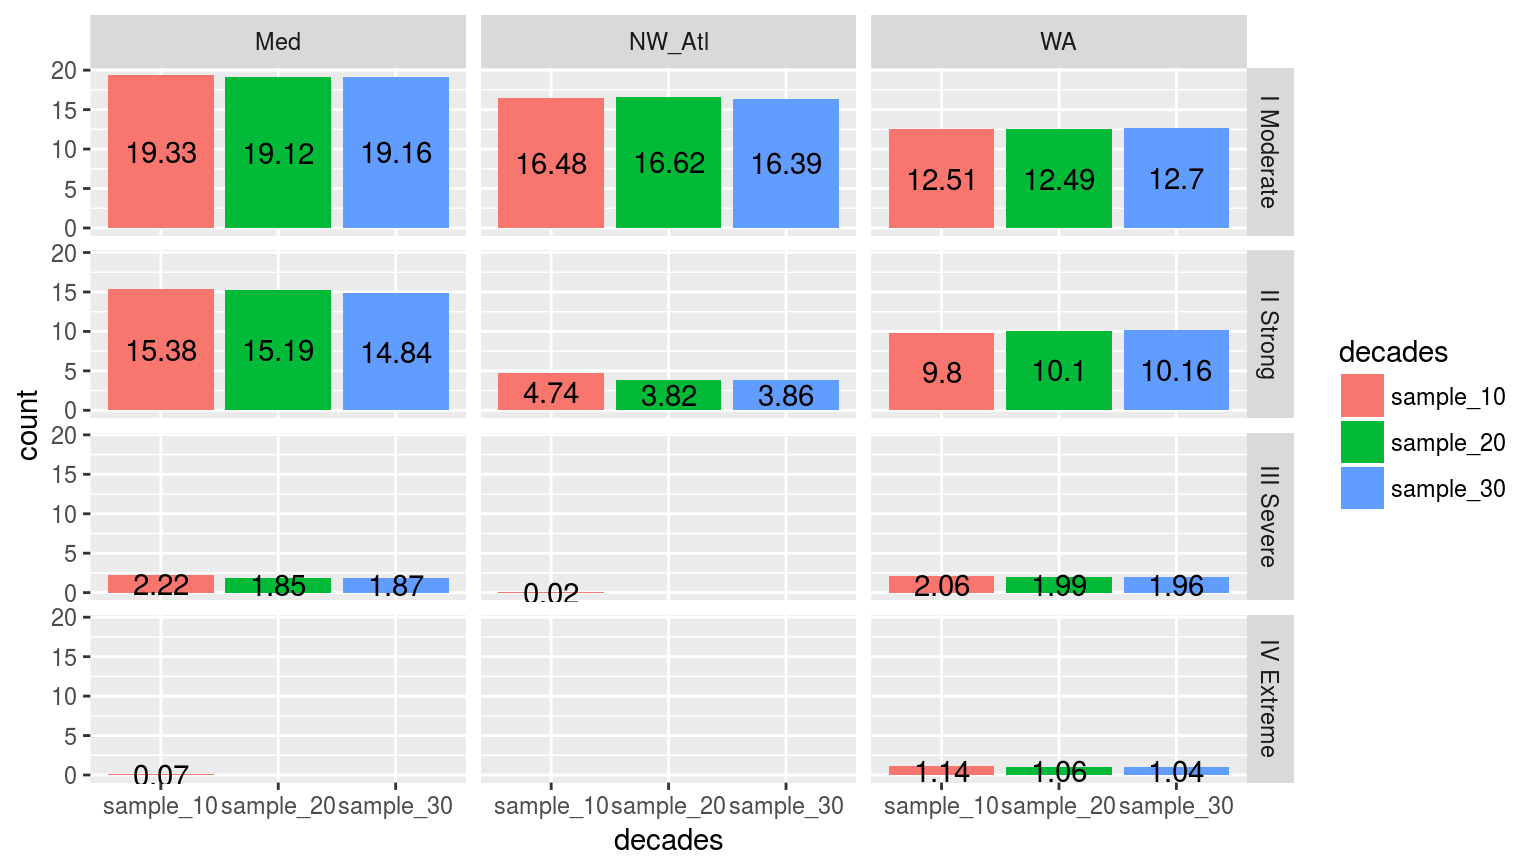 Med NW_Atl WA
20
15
10
5
0
19.33 19.12 19.16 16.48 16.62 16.39 12.51 12.49 12.7
I Moderate
20
15
10
5
0
15.38 15.19 14.84 4.74 3.82 3.86 9.8 10.1 10.16
II Strong
20
15
10
5
0
2.22 1.85 1.87 0.02 2.06 1.99 1.96
III Severe
20
15
10
5
0
0.07 1.14 1.06 1.04
IV Extreme
sample_10 sample_20 sample_30 sample_10 sample_20 sample_30 sample_10 sample_20 sample_30
decades
count
decades
sample_10
sample_20
sample_30